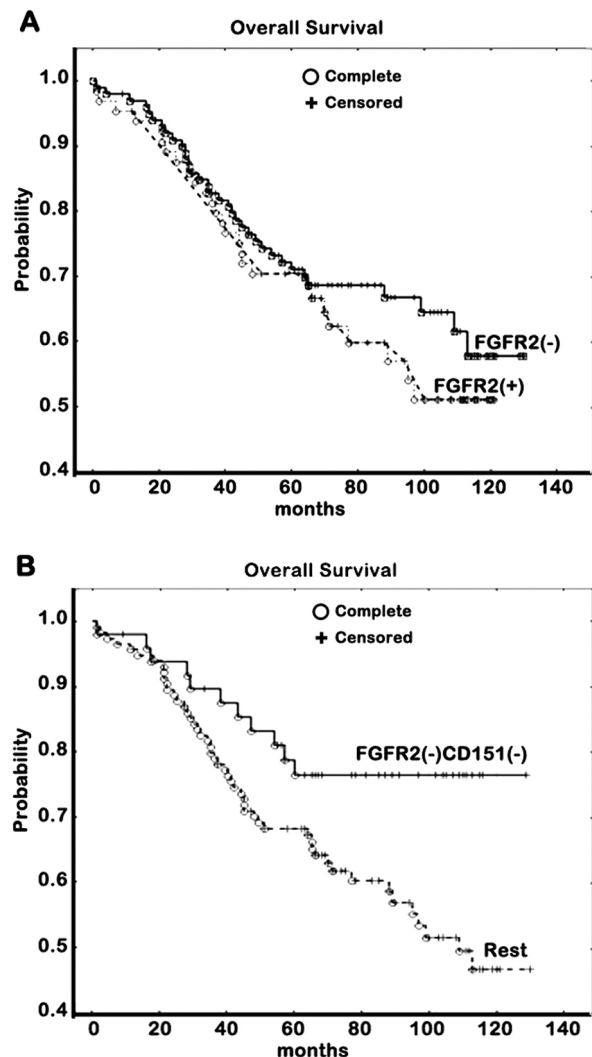 A
Overall Survival
Complete
Censored
1.0
0.9
0.8
0.7
0.6
0.5
0.4
Probability
FGFR2(-)
FGFR2(+)
0 20 40 60 80 100 120 140
months
B
Overall Survival
Complete
Censored
1.0
0.9
0.8
0.7
0.6
0.5
0.4
Probability
FGFR2(-)CD151(-)
Rest
0 20 40 60 80 100 120 140
months